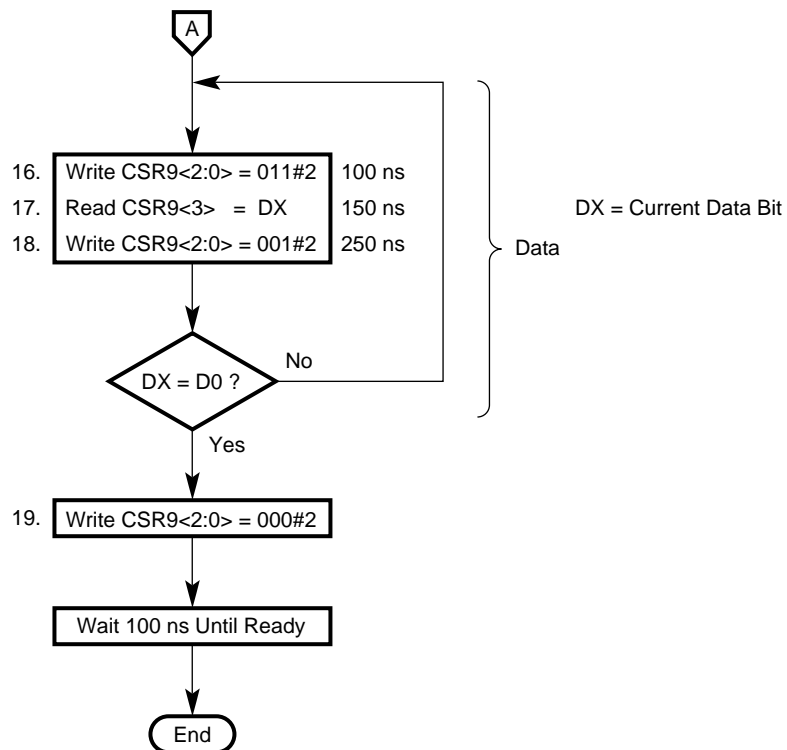 A
16. Write CSR9<2:0> = 011#2 100 ns
17. Read CSR9<3> = DX 150 ns
18. Write CSR9<2:0> = 001#2 250 ns
DX = Current Data Bit
Data
DX = D0 ?
No
Yes
19. Write CSR9<2:0> = 000#2
Wait 100 ns Until Ready
End